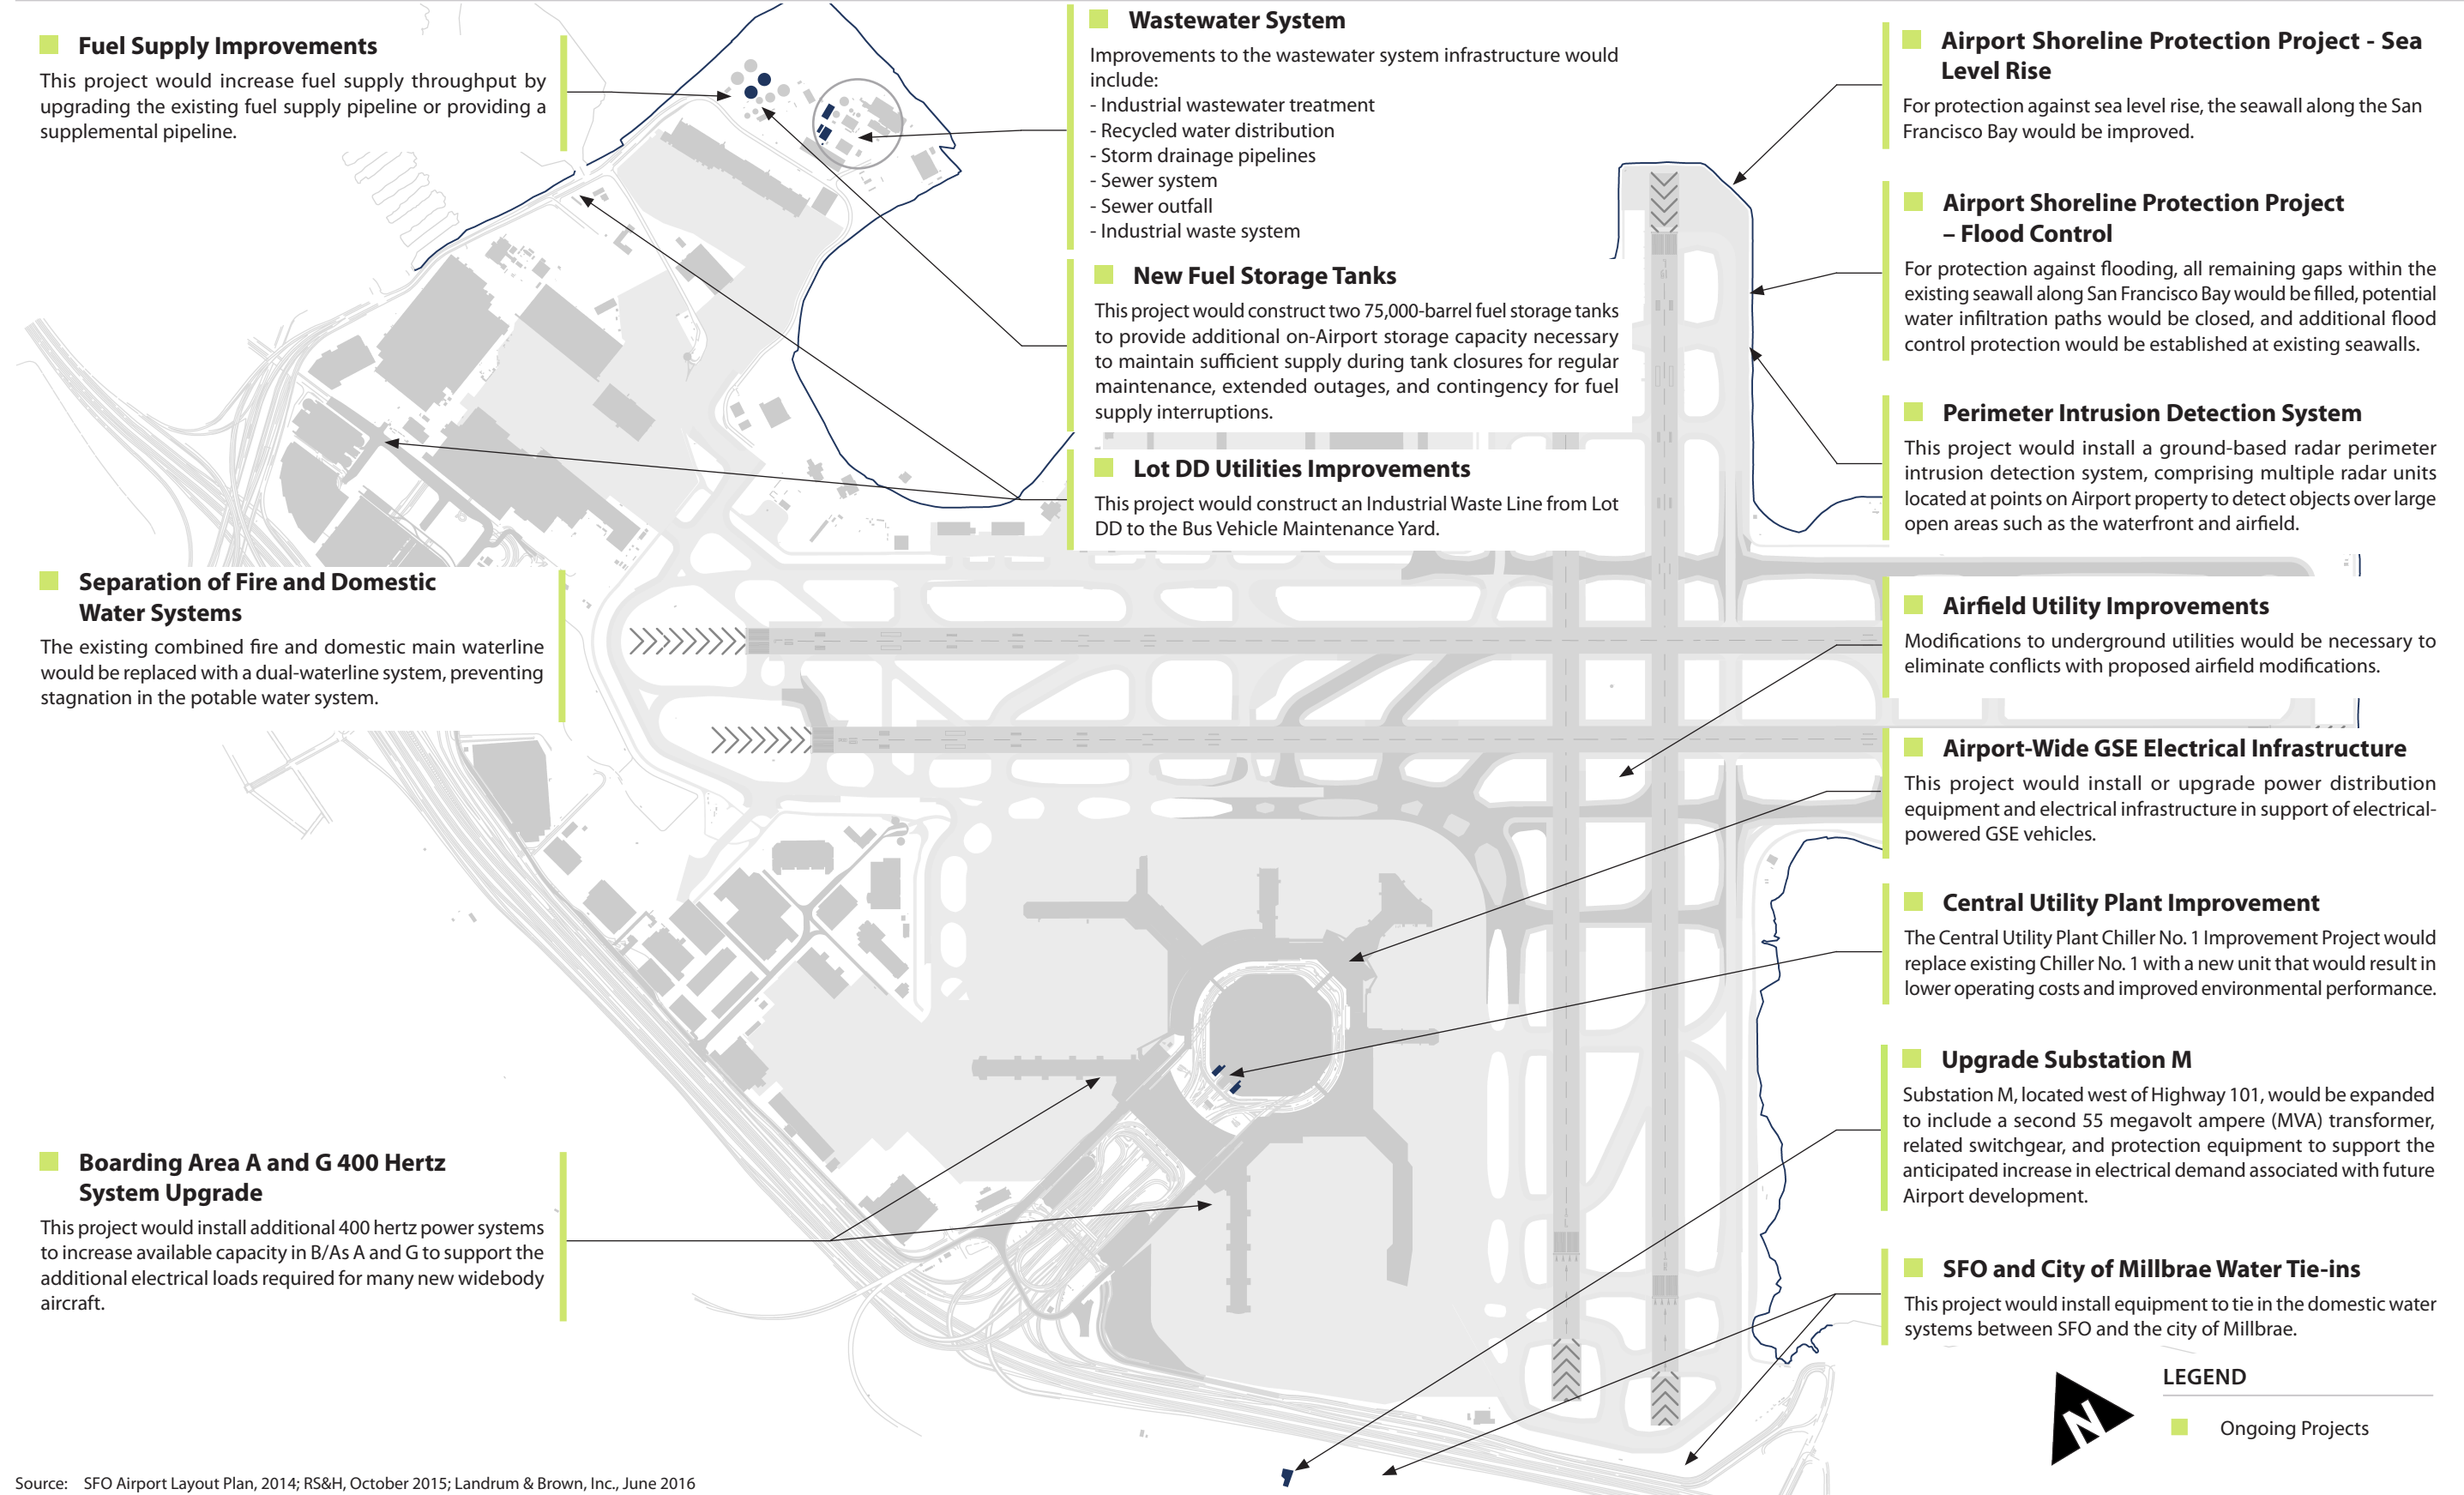 Fuel Supply Improvements
This project would increase fuel supply throughput by
upgrading the existing fuel supply pipeline or providing a
supplemental pipeline.
Separation of Fire and Domestic
Water Systems
The existing combined fire and domestic main waterline
would be replaced with a dual-waterline system, preventing
stagnation in the potable water system.
Boarding Area A and G 400 Hertz
System Upgrade
This project would install additional 400 hertz power systems
to increase available capacity in B/As A and G to support the
additional electrical loads required for many new widebody
aircraft.
Wastewater System
Improvements to the wastewater system infrastructure would
include:
- Industrial wastewater treatment
- Recycled water distribution
- Storm drainage pipelines
- Sewer system
- Sewer outfall
- Industrial waste system
New Fuel Storage Tanks
This project would construct two 75,000-barrel fuel storage tanks
to provide additional on-Airport storage capacity necessary
to maintain sufficient supply during tank closures for regular
maintenance, extended outages, and contingency for fuel
supply interruptions.
Lot DD Utilities Improvements
This project would construct an Industrial Waste Line from Lot
DD to the Bus Vehicle Maintenance Yard.
Airport Shoreline Protection Project - Sea
Level Rise
For protection against sea level rise, the seawall along the San
Francisco Bay would be improved.
Airport Shoreline Protection Project
– Flood Control
For protection against flooding, all remaining gaps within the
existing seawall along San Francisco Bay would be filled, potential
water infiltration paths would be closed, and additional flood
control protection would be established at existing seawalls.
Perimeter Intrusion Detection System
This project would install a ground-based radar perimeter
intrusion detection system, comprising multiple radar units
located at points on Airport property to detect objects over large
open areas such as the waterfront and airfield.
Airfield Utility Improvements
Modifications to underground utilities would be necessary to
eliminate conflicts with proposed airfield modifications.
Airport-Wide GSE Electrical Infrastructure
This project would install or upgrade power distribution
equipment and electrical infrastructure in support of electrical-
powered GSE vehicles.
Central Utility Plant Improvement
The Central Utility Plant Chiller No. 1 Improvement Project would
replace existing Chiller No. 1 with a new unit that would result in
lower operating costs and improved environmental performance.
Upgrade Substation M
Substation M, located west of Highway 101, would be expanded
to include a second 55 megavolt ampere (MVA) transformer,
related switchgear, and protection equipment to support the
anticipated increase in electrical demand associated with future
Airport development.
SFO and City of Millbrae Water Tie-ins
This project would install equipment to tie in the domestic water
systems between SFO and the city of Millbrae.
N
LEGEND
Ongoing Projects
Source: SFO Airport Layout Plan, 2014; RS&H, October 2015; Landrum & Brown, Inc., June 2016